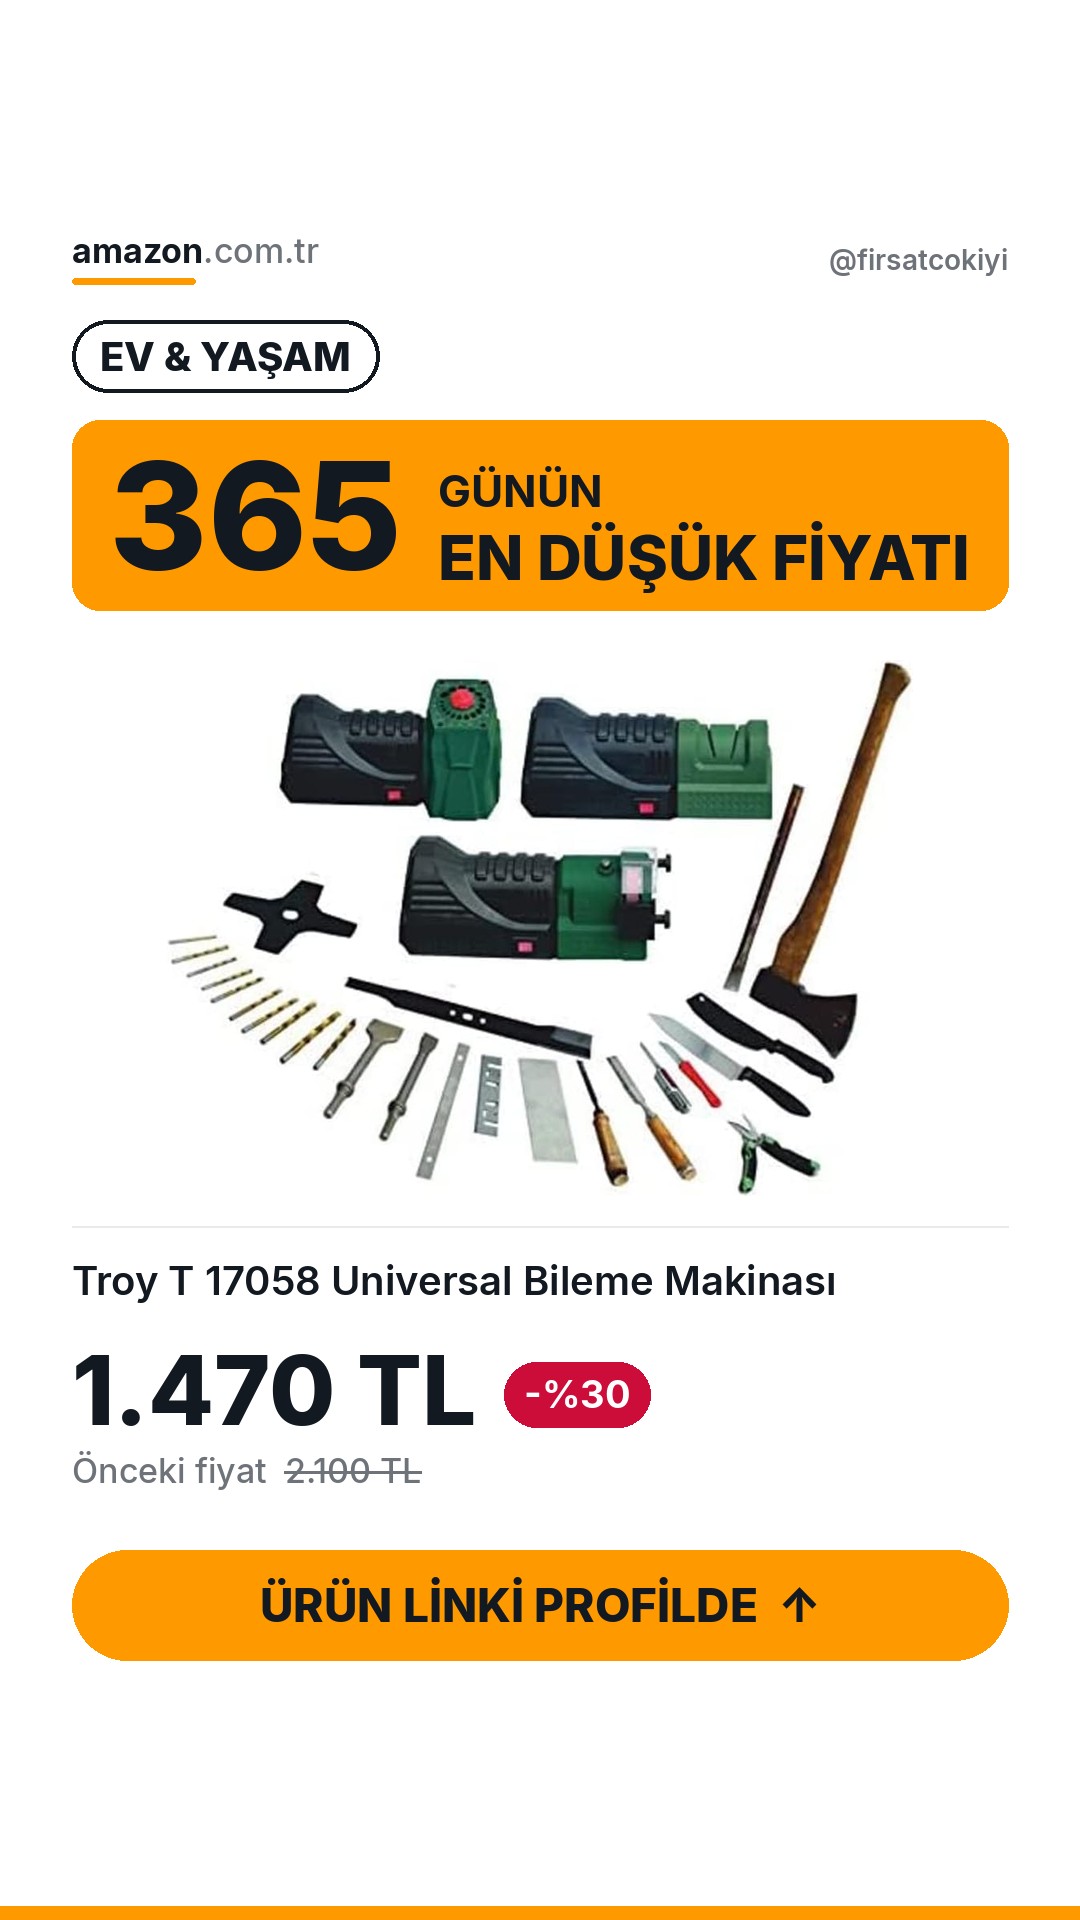 amazon.com.tr
@firsatcokiyi
EV & YAŞAM
365
GÜNÜN
EN DÜŞÜK FİYATI
Troy T 17058 Universal Bileme Makinası
1.470 TL
-%30
Önceki fiyat 2.100 TL
ÜRÜN LİNKİ PROFİLDE ↑